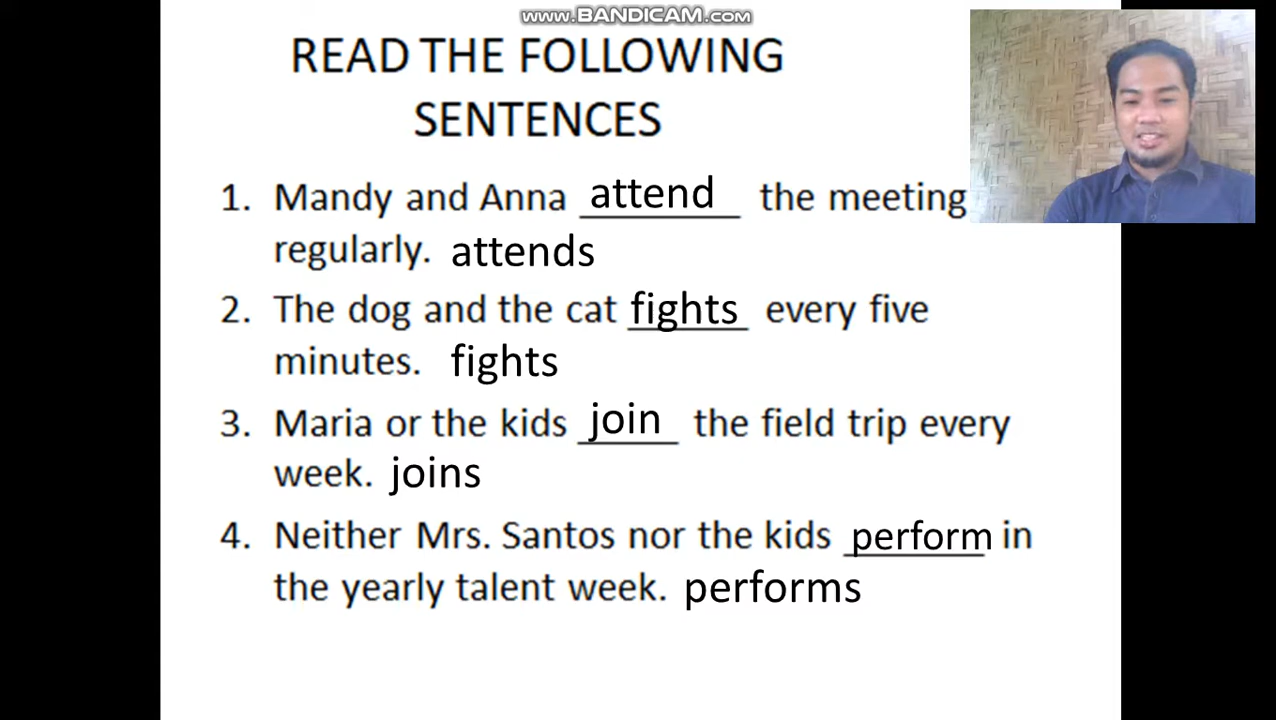 www.BANDICAM.com
READ THE FOLLOWING
SENTENCES
1. Mandy and Anna attend the meeting
regularly. attends
2. The dog and the cat fights every five
minutes. fights
3. Maria or the kids join the field trip every
week. joins
4. Neither Mrs. Santos nor the kids perform in
the yearly talent week. performs